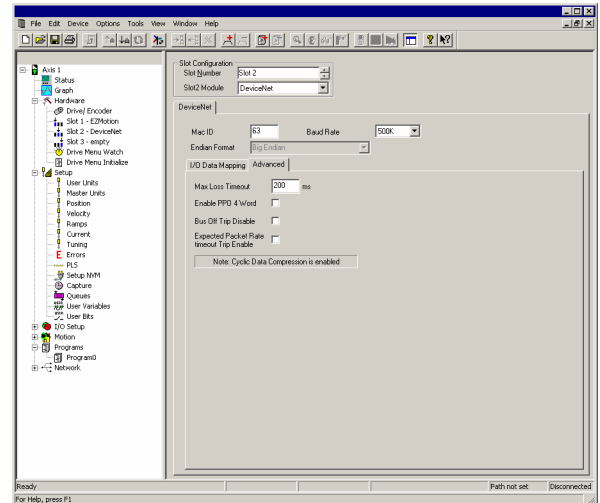 File Edit Device Options Tools View Window Help
Axis 1
Status
Graph
Hardware
Drive/ Encoder
Slot 1 - EZMotion
Slot 2 - DeviceNet
Slot 3 - empty
Drive Menu Watch
Drive Menu Initialize
Setup
User Units
Master Units
Position
Velocity
Ramps
Current
Tuning
Errors
PLS
Setup NVM
Capture
Queues
User Variables
User Bits
I/O Setup
Motion
Programs
Program0
Network
Slot Configuration
Slot Number Slot 2
Slot2 Module DeviceNet
DeviceNet
Mac ID 63 Baud Rate 500K
Endian Format Big Endian
I/O Data Mapping Advanced
Max Loss Timeout 200 ms
Enable PPO 4 Word
Bus Off Trip Disable
Expected Packet Rate
timeout Trip Enable
Note: Cyclic Data Compression is enabled
Ready Path not set Disconnected
For Help, press F1